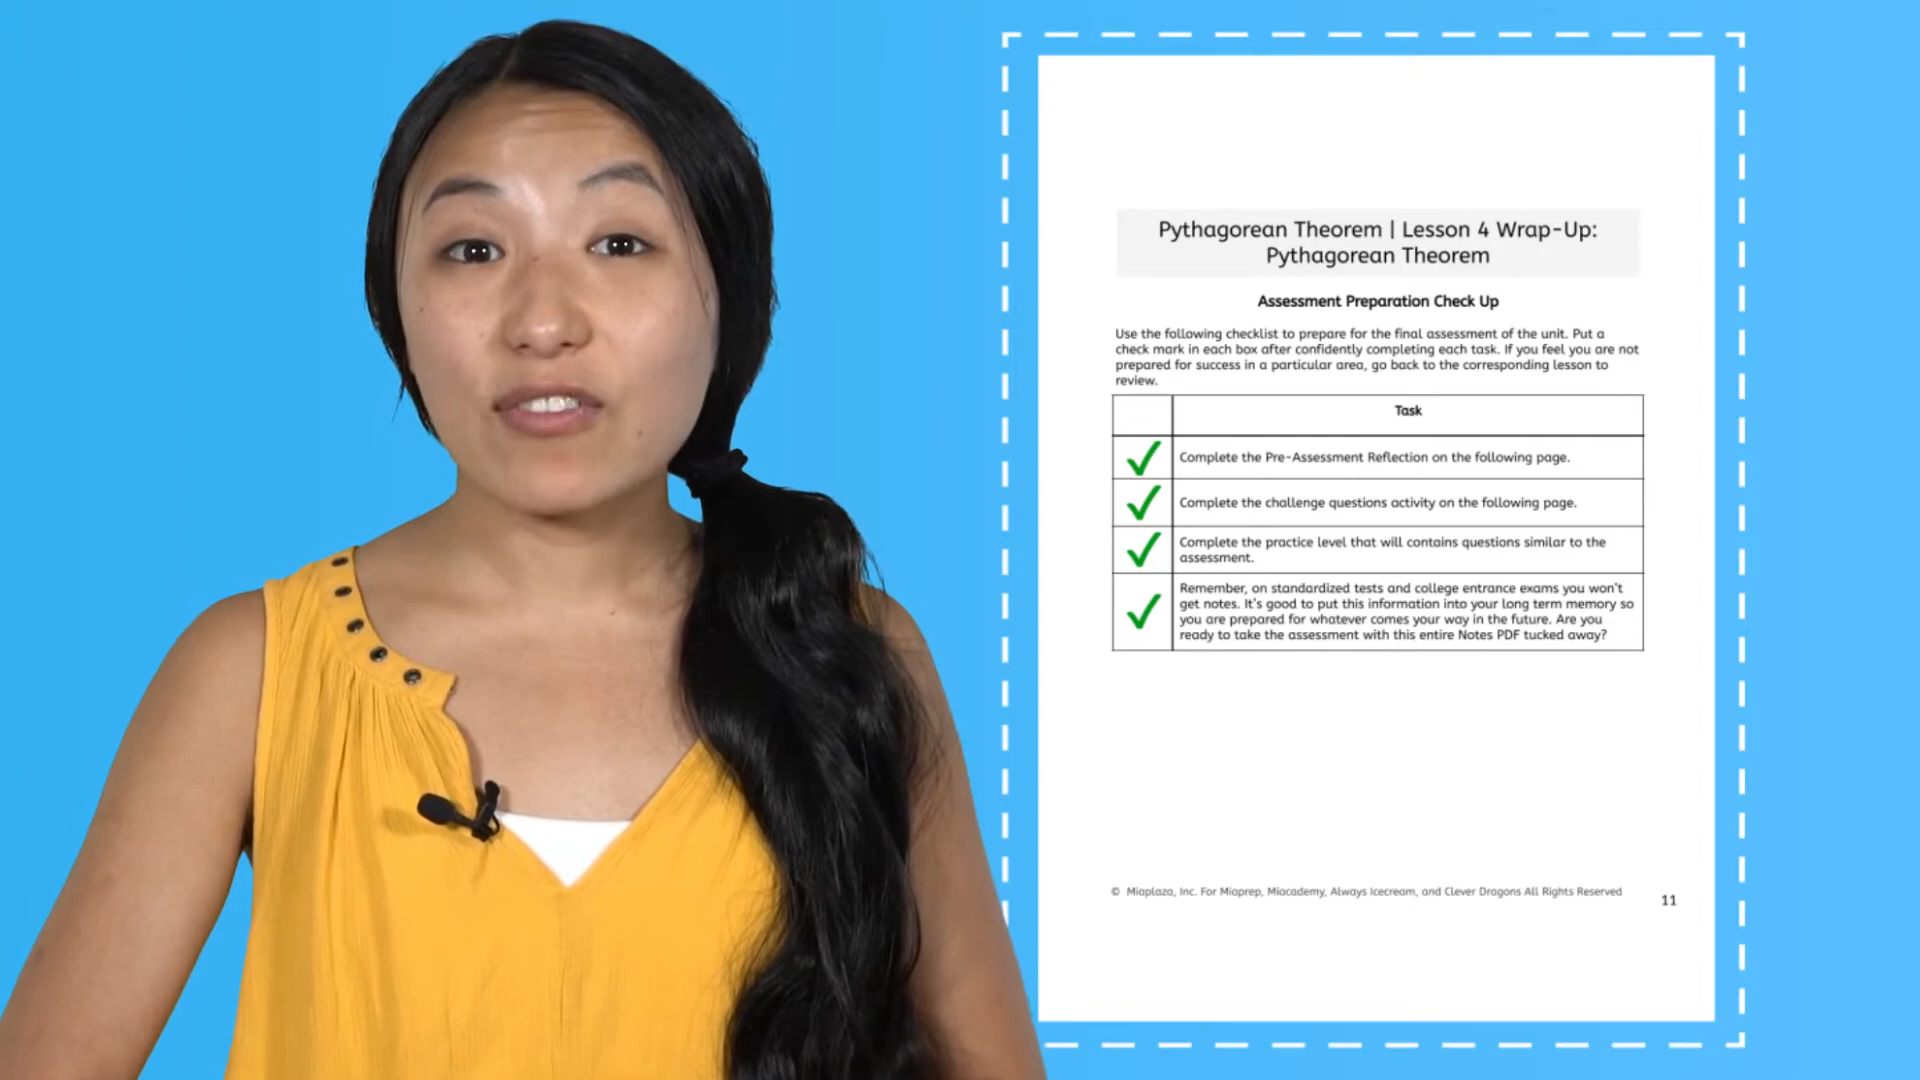 Pythagorean Theorem | Lesson 4 Wrap-Up:
Pythagorean Theorem
Assessment Preparation Check Up
Use the following checklist to prepare for the final assessment of the unit. Put a
check mark in each box after confidently completing each task. If you feel you are not
prepared for success in a particular area, go back to the corresponding lesson to
review.
Task
Complete the Pre-Assessment Reflection on the following page.
Complete the challenge questions activity on the following page.
Complete the practice level that will contains questions similar to the
assessment.
Remember, on standardized tests and college entrance exams you won't
get notes. It's good to put this information into your long term memory so
you are prepared for whatever comes your way in the future. Are you
ready to take the assessment with this entire Notes PDF tucked away?
© Miaplaza, Inc. For Miaprep, Miacademy, Always Icecream, and Clever Dragons All Rights Reserved
11